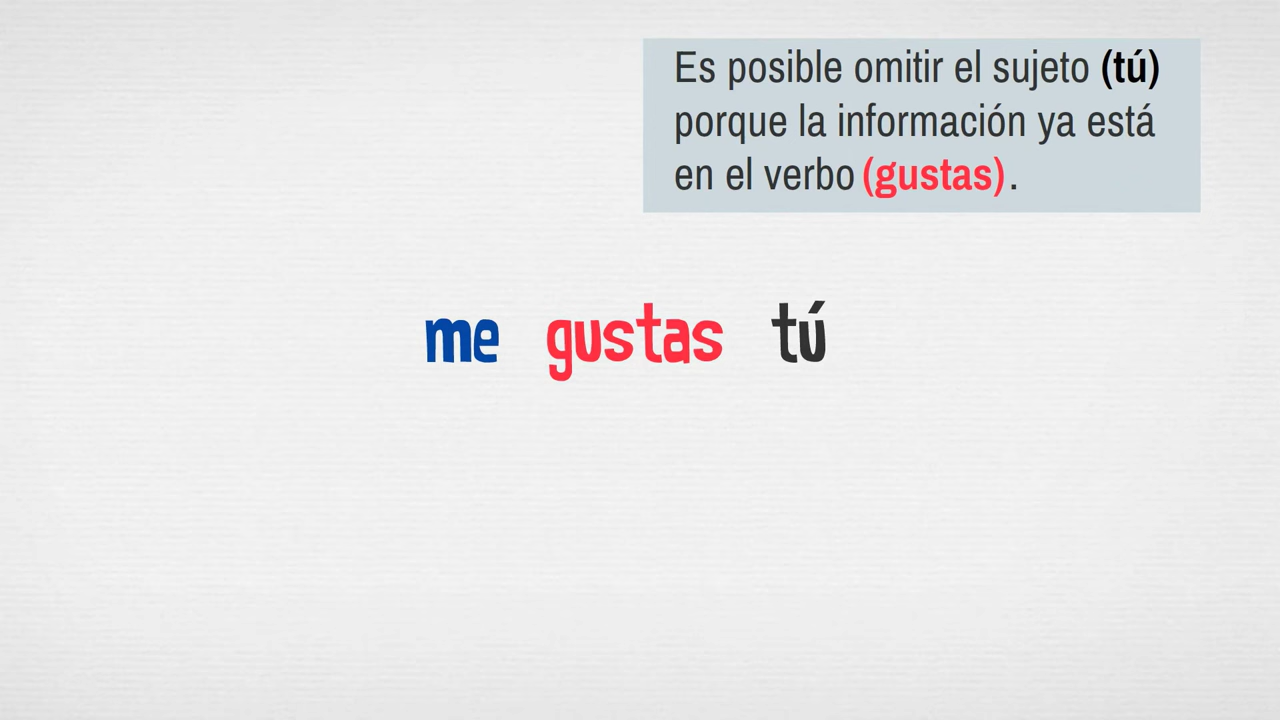 Es posible omitir el sujeto (tú)
porque la información ya está
en el verbo (gustas).
me gustas tú